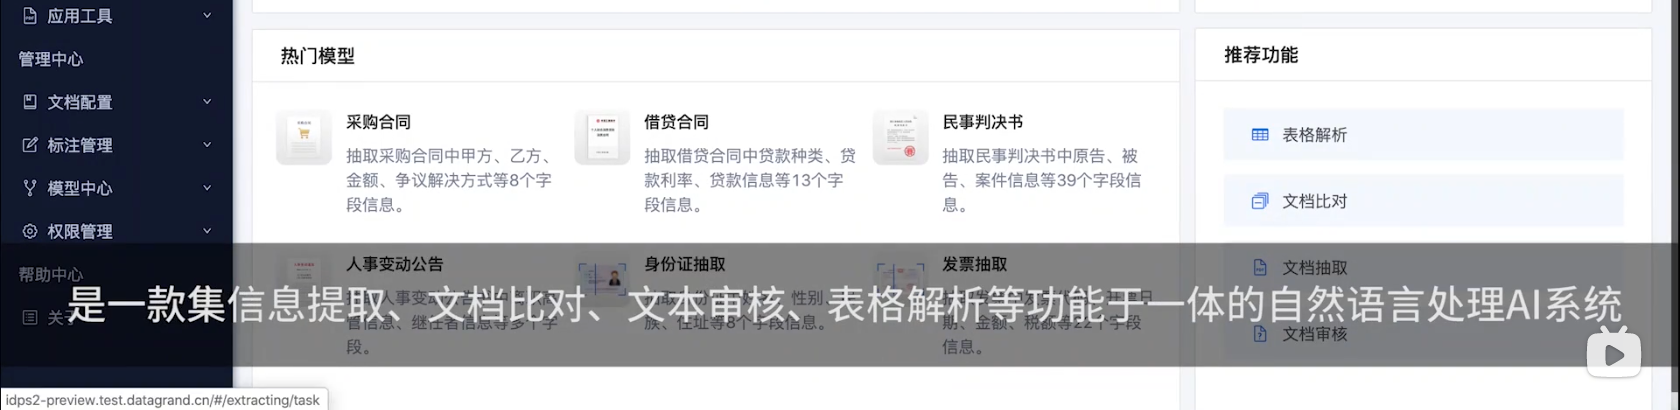 应用工具
管理中心
文档配置
标注管理
模型中心
权限管理
帮助中心
关于
热门模型
采购合同
抽取采购合同中甲方、乙方、
金额、争议解决方式等8个字
段信息。
借贷合同
抽取借贷合同中贷款种类、贷
款利率、贷款信息等13个字
段信息。
民事判决书
抽取民事判决书中原告、被
告、案件信息等39个字段信
息。
人事变动公告
管信息、继任者信息等多个字
段。
身份证抽取
族、住址等8个字段信息。
发票抽取
期、金额、税额等22个字段
信息。
推荐功能
表格解析
文档比对
文档抽取
文档审核
是一款集信息提取、文档比对、文本审核、表格解析等功能于一体的自然语言处理AI系统
idps2-preview.test.datagrand.cn/#/extracting/task